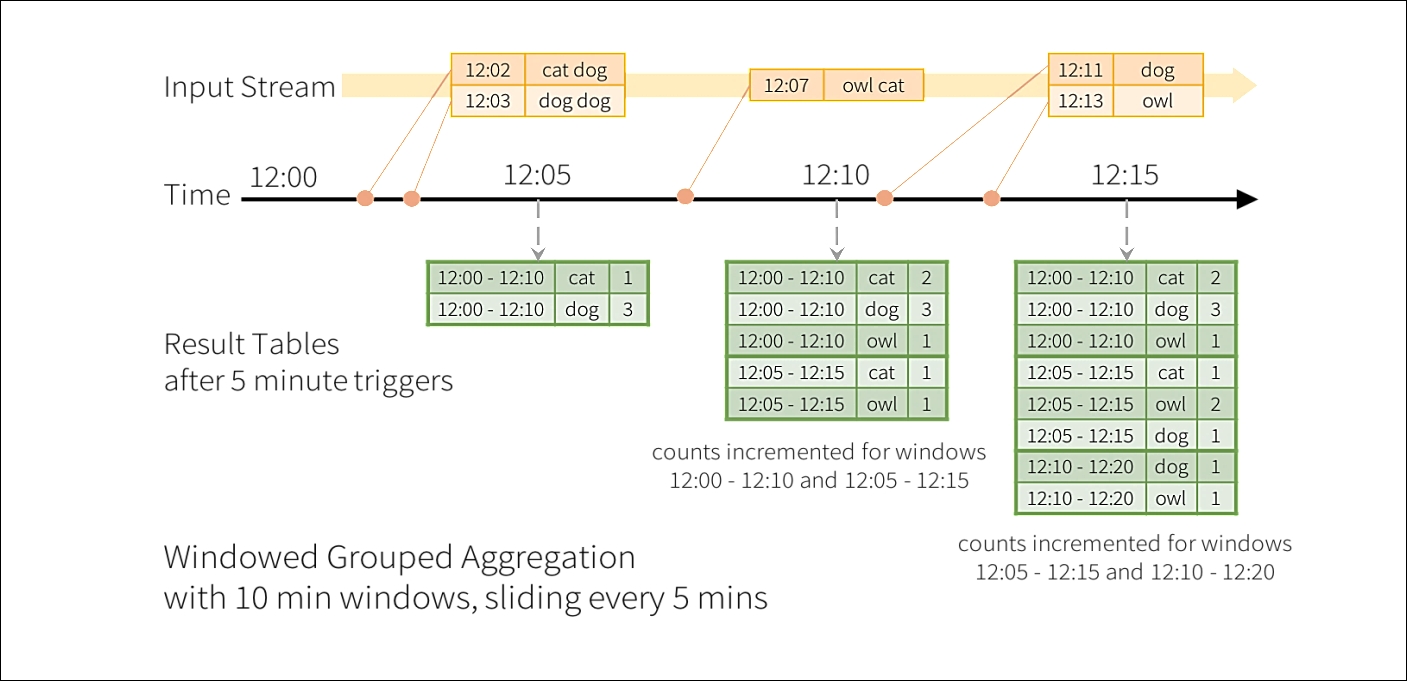 Input Stream
12:02 cat dog
12:03 dog dog
12:07 owl cat
12:11 dog
12:13 owl
Time
12:00 12:05 12:10 12:15
12:00 - 12:10 cat 1
12:00 - 12:10 dog 3
12:00 - 12:10 cat 2
12:00 - 12:10 dog 3
12:00 - 12:10 owl 1
12:05 - 12:15 cat 1
12:05 - 12:15 owl 1
12:00 - 12:10 cat 2
12:00 - 12:10 dog 3
12:00 - 12:10 owl 1
12:05 - 12:15 cat 1
12:05 - 12:15 owl 2
12:05 - 12:15 dog 1
12:10 - 12:20 dog 1
12:10 - 12:20 owl 1
Result Tables
after 5 minute triggers
counts incremented for windows
12:00 - 12:10 and 12:05 - 12:15
counts incremented for windows
12:05 - 12:15 and 12:10 - 12:20
Windowed Grouped Aggregation
with 10 min windows, sliding every 5 mins